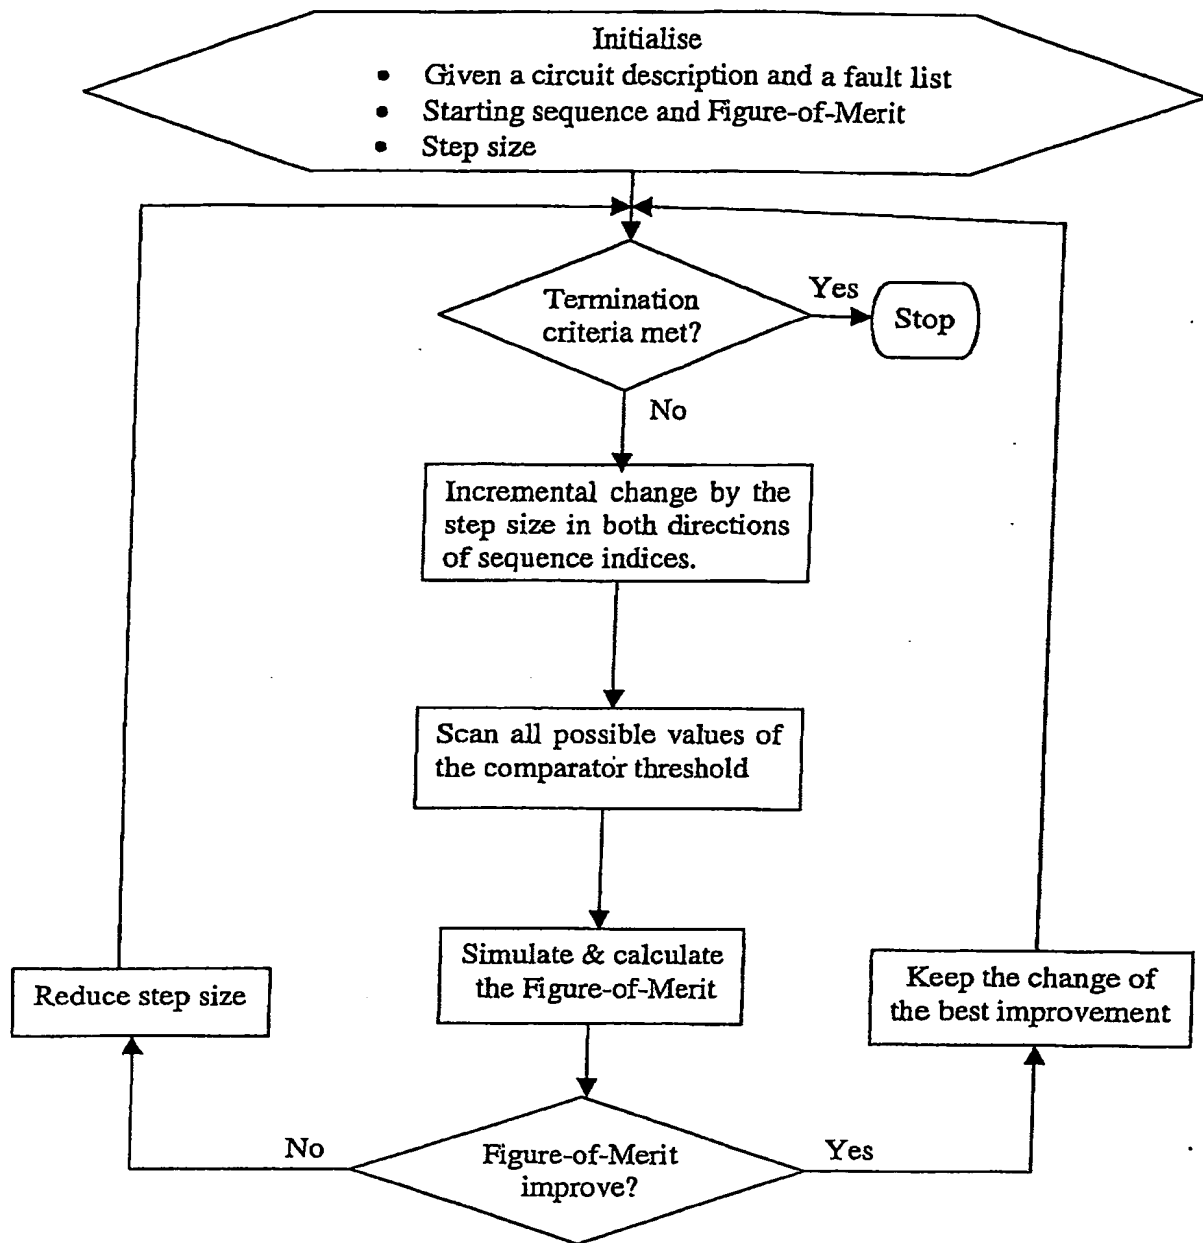 Initialise
• Given a circuit description and a fault list
• Starting sequence and Figure-of-Merit
• Step size
Termination
criteria met?
Yes
Stop
No
Incremental change by the
step size in both directions
of sequence indices.
Scan all possible values of
the comparator threshold
Simulate & calculate
the Figure-of-Merit
Reduce step size
Keep the change of
the best improvement
No
Figure-of-Merit
improve?
Yes